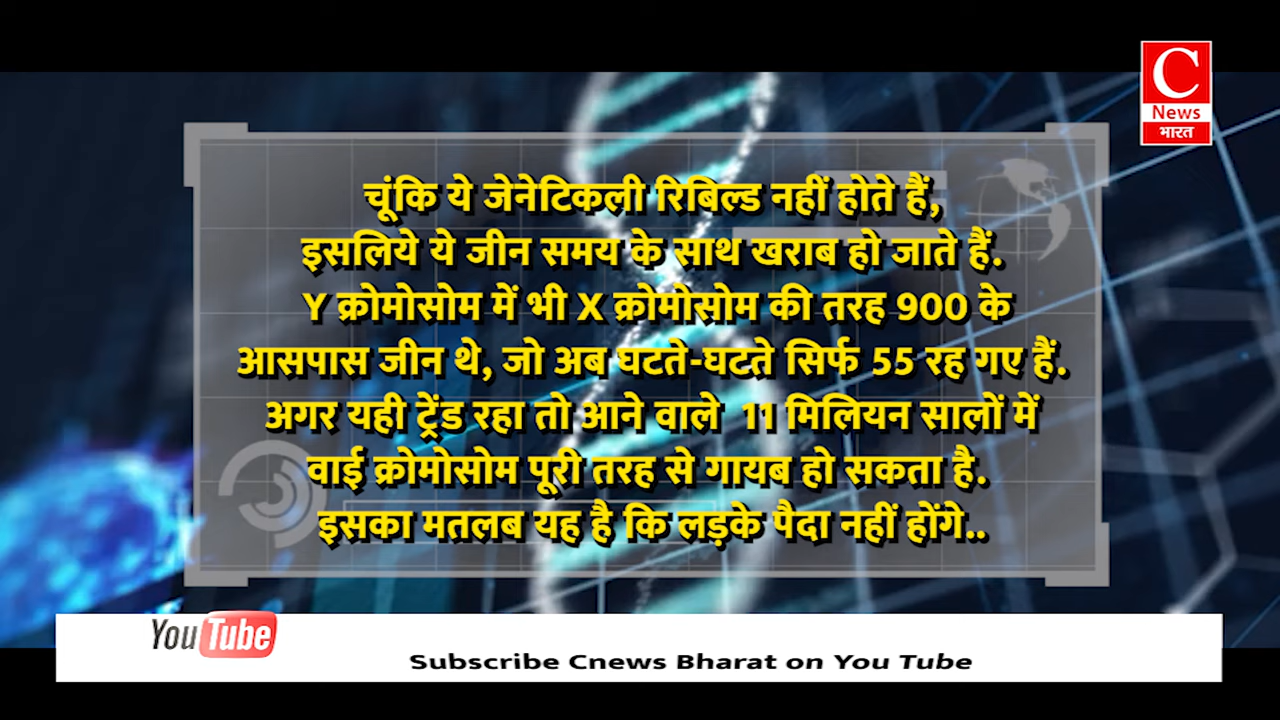 C
News
भारत
चूंकि ये जेनेटिकली रिबिल्ड नहीं होते हैं,
इसलिये ये जीन समय के साथ खराब हो जाते हैं.
Y क्रोमोसोम में भी X क्रोमोसोम की तरह 900 के
आसपास जीन थे, जो अब घटते-घटते सिर्फ 55 रह गए हैं.
अगर यही ट्रेंड रहा तो आने वाले 11 मिलियन सालों में
वाई क्रोमोसोम पूरी तरह से गायब हो सकता है.
इसका मतलब यह है कि लड़के पैदा नहीं होंगे..
YouTube
Subscribe Cnews Bharat on You Tube